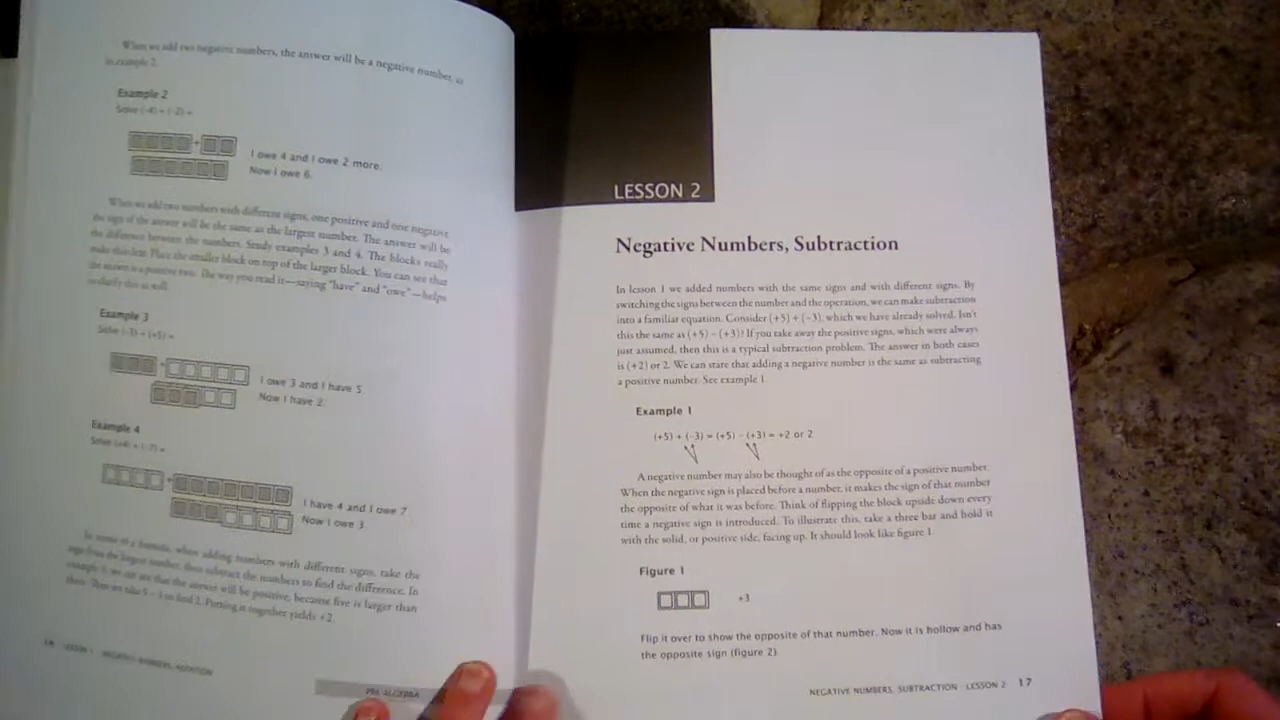 When we add two negative numbers, the answer will be a negative number, as
in example 2.
Example 2
Solve (-4) + (-2) =
+
I owe 4 and I owe 2 more.
Now I owe 6.
When we add two numbers with different signs, one positive and one negative,
the sign of the answer will be the same as the largest number. The answer will be
the difference between the numbers. Study examples 3 and 4. The blocks really
make this clear. Place the smaller block on top of the larger block. You can see that
the answer is a positive two. The way you read it—saying "have" and "owe"—helps
to clarify this as well.
Example 3
Solve (-3) + (+5) =
+
I owe 3 and I have 5.
Now I have 2.
Example 4
Solve (+4) + (-7) =
+
I have 4 and I owe 7
Now I owe 3.
In terms of a formula, when adding numbers with different signs, take the
sign from the largest number, then subtract the numbers to find the difference. In
example 3, we can see that the answer will be positive, because five is larger than
three. Then we take 5 - 3 to find 2. Putting it together yields +2.
LESSON 1 NEGATIVE NUMBERS, ADDITION
PRE-ALGEBRA
LESSON 2
Negative Numbers, Subtraction
In lesson 1 we added numbers with the same signs and with different signs. By
switching the signs between the number and the operation, we can make subtraction
into a familiar equation. Consider (+5) + (-3), which we have already solved. Isn't
this the same as (+5) - (+3)? If you take away the positive signs, which were always
just assumed, then this is a typical subtraction problem. The answer in both cases
is (+2) or 2. We can state that adding a negative number is the same as subtracting
a positive number. See example 1.
Example 1
(+5) + (-3) = (+5) - (+3) = +2 or 2
A negative number may also be thought of as the opposite of a positive number.
When the negative sign is placed before a number, it makes the sign of that number
the opposite of what it was before. Think of flipping the block upside down every
time a negative sign is introduced. To illustrate this, take a three bar and hold it
with the solid, or positive side, facing up. It should look like figure 1.
Figure 1
+3
Flip it over to show the opposite of that number. Now it is hollow and has
the opposite sign (figure 2).
NEGATIVE NUMBERS, SUBTRACTION - LESSON 2 17